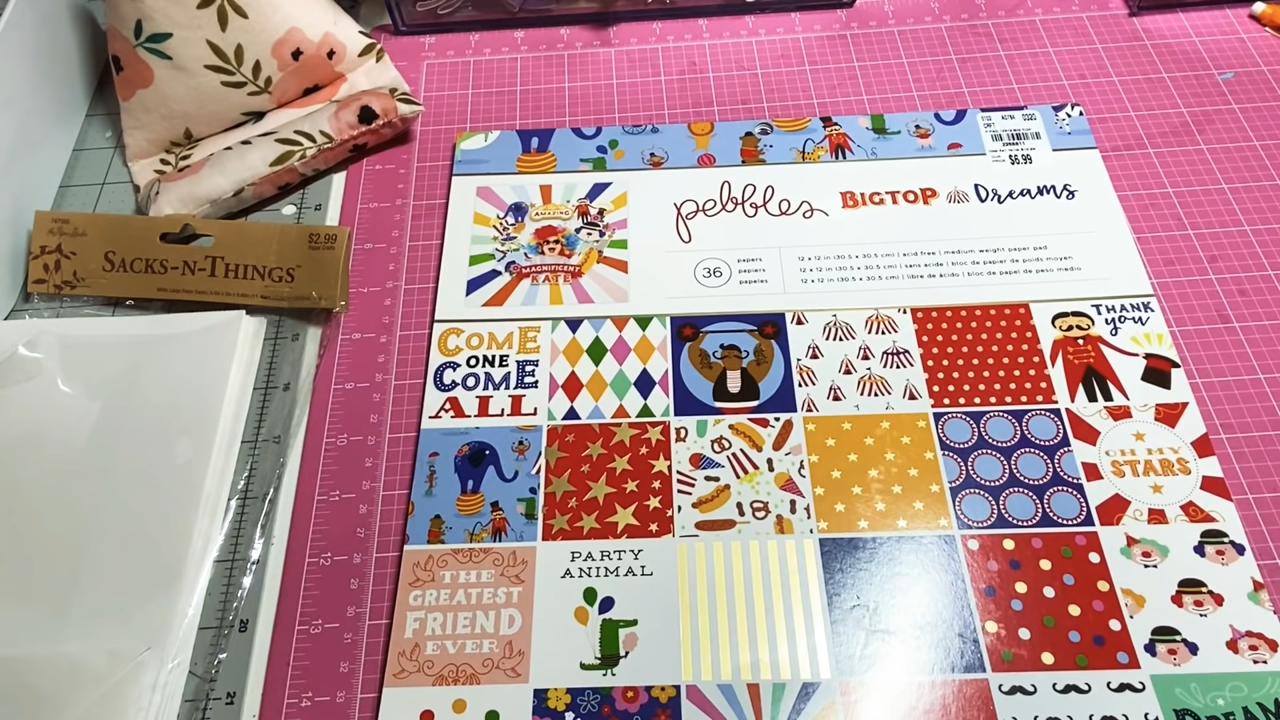 SACKS-N-THINGS
$2.99
$6.99
pebbles BIGTOP Dreams
AMAZING
MAGNIFICENT
KATE
36
papers
papiers
papeles
12 x 12 in (30.5 x 30.5 cm) | acid free | medium weight paper pad
12 x 12 in (30.5 x 30.5 cm) | sans acide | bloc de papier de poids moyen
12 x 12 in (30.5 x 30.5 cm) | libre de ácido | bloc de papel de peso medio
COME
ONE
COME
ALL
THANK
you
OH MY
STARS
THE
GREATEST
FRIEND
EVER
PARTY
ANIMAL